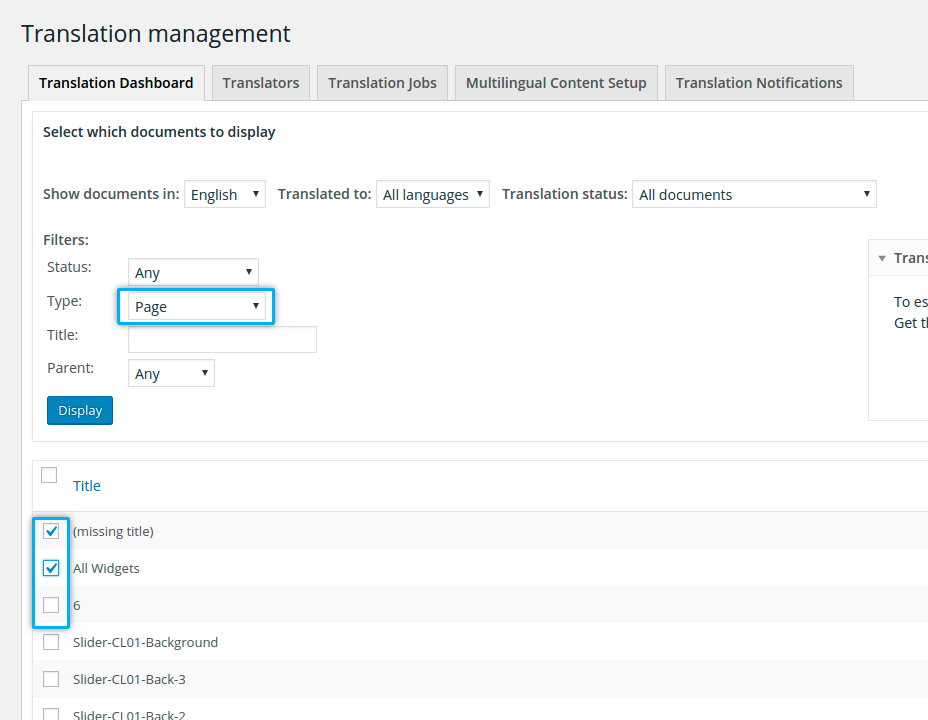 Translation management
Translation Dashboard Translators Translation Jobs Multilingual Content Setup Translation Notifications
Select which documents to display
Show documents in: English Translated to: All languages Translation status: All documents
Filters:
Status: Any
Type: Page
Title:
Parent: Any
Display
Title
(missing title)
All Widgets
6
Slider-CL01-Background
Slider-CL01-Back-3
Slider-CL01-Back-2
To
Get